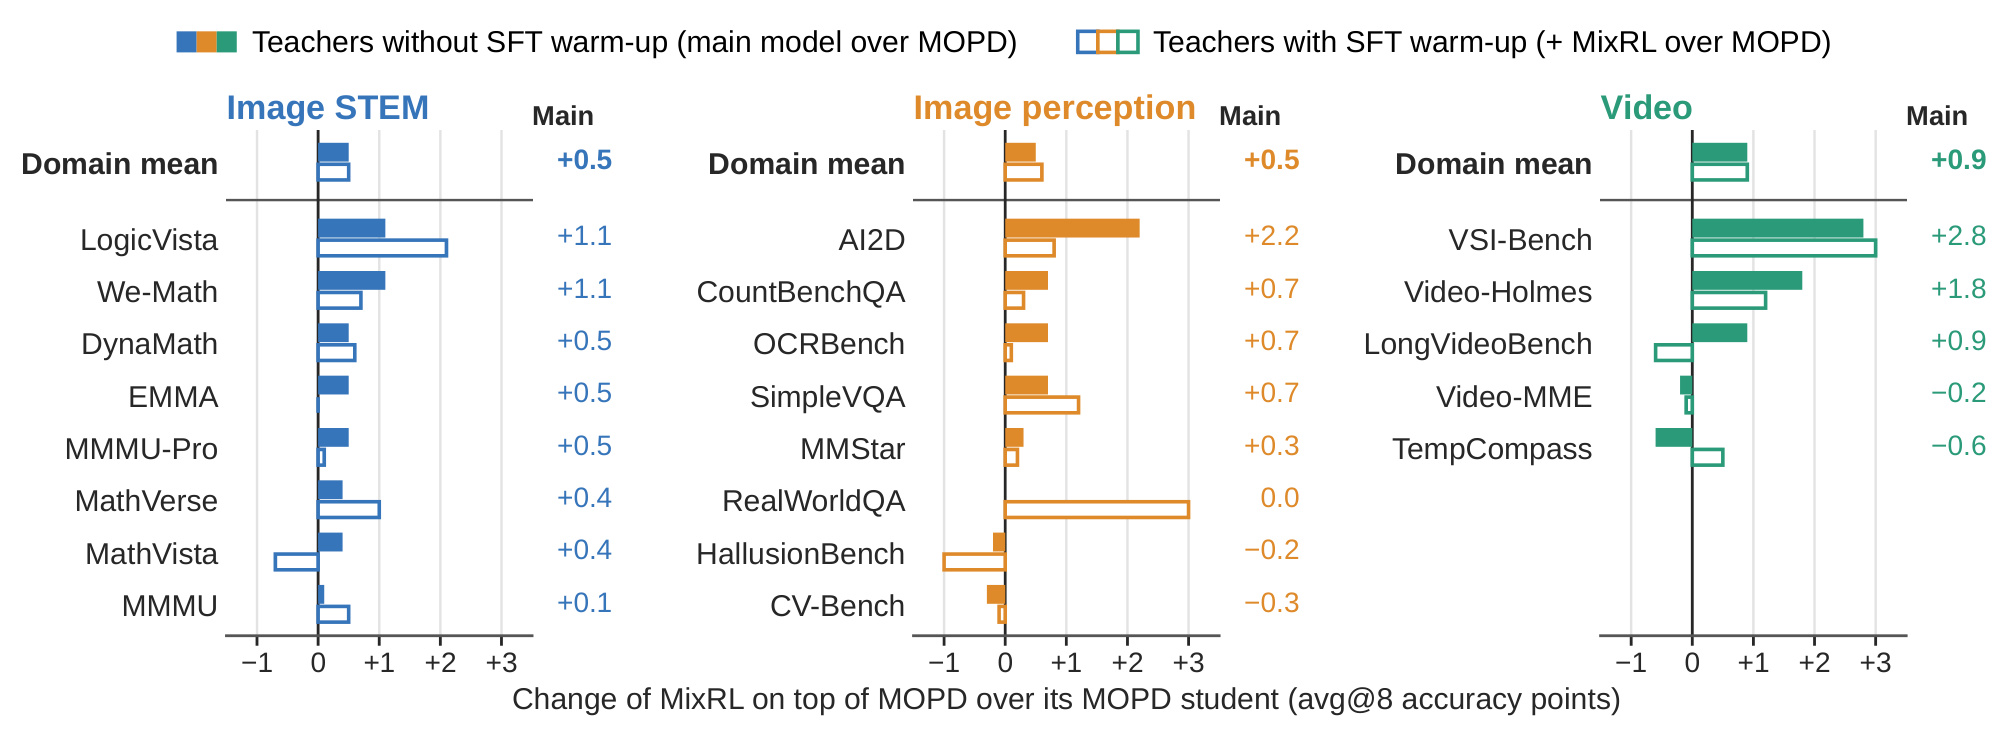 Teachers without SFT warm-up (main model over MOPD)
Teachers with SFT warm-up (+ MixRL over MOPD)
Image STEM
Main
Domain mean +0.5
LogicVista +1.1
We-Math +1.1
DynaMath +0.5
EMMA +0.5
MMMU-Pro +0.5
MathVerse +0.4
MathVista +0.4
MMMU +0.1
−1 0 +1 +2 +3
Image perception
Main
Domain mean +0.5
AI2D +2.2
CountBenchQA +0.7
OCRBench +0.7
SimpleVQA +0.7
MMStar +0.3
RealWorldQA 0.0
HallusionBench −0.2
CV-Bench −0.3
−1 0 +1 +2 +3
Video
Main
Domain mean +0.9
VSI-Bench +2.8
Video-Holmes +1.8
LongVideoBench +0.9
Video-MME −0.2
TempCompass −0.6
−1 0 +1 +2 +3
Change of MixRL on top of MOPD over its MOPD student (avg@8 accuracy points)